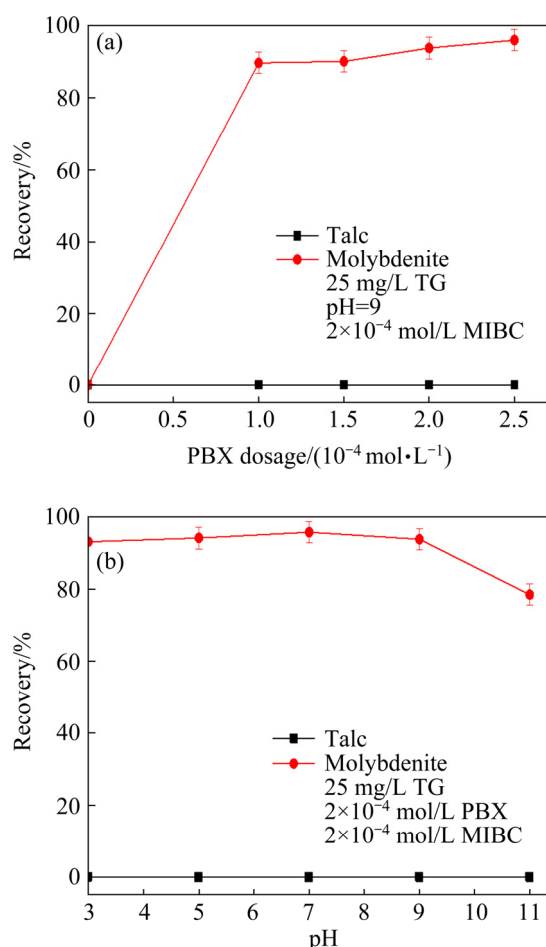 100
(a)
80
60
40
20
0
Recovery/%
Talc
Molybdenite
25 mg/L TG
pH=9
2×10⁻⁴ mol/L MIBC
0 0.5 1.0 1.5 2.0 2.5
PBX dosage/(10⁻⁴ mol•L⁻¹)
100
(b)
80
60
40
20
0
Recovery/%
Talc
Molybdenite
25 mg/L TG
2×10⁻⁴ mol/L PBX
2×10⁻⁴ mol/L MIBC
3 4 5 6 7 8 9 10 11
pH